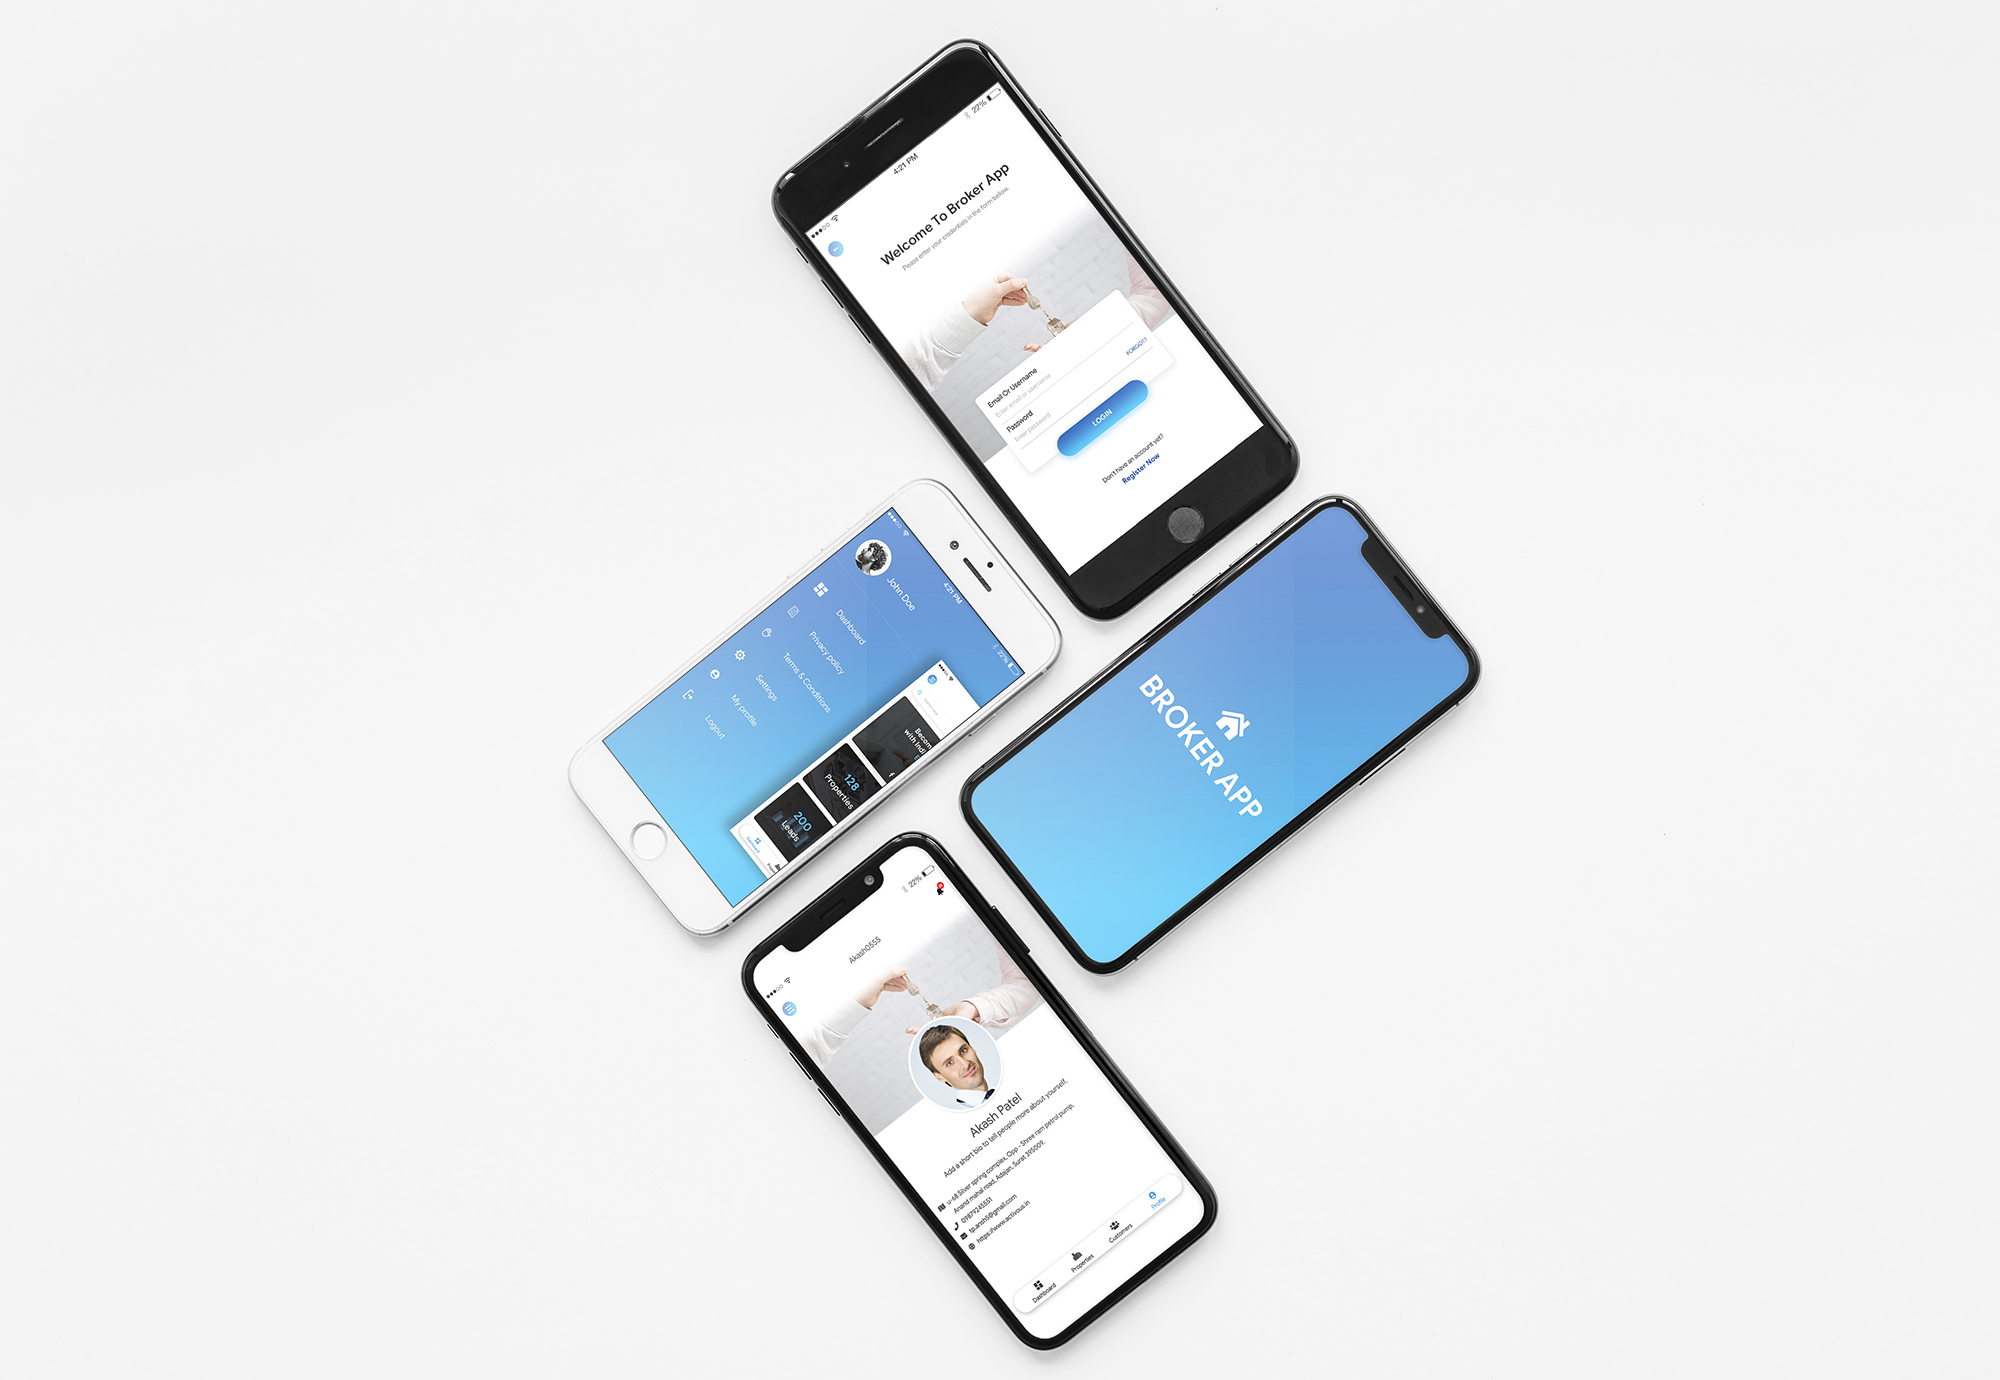 22%
4:21 PM
Welcome To Broker App
Please enter your credentials in the form bellow.
Email Or Username
Enter email or username
FORGOT?
Password
Enter password
LOGIN
Don't have an account yet?
Register Now
4:21 PM
22%
John Doe
Dashboard
Privacy policy
Terms & Conditions
Settings
My profile
Logout
Becom
with Indi
128
Properties
200
Leads
Dashboard
BROKER APP
22%
Akash0555
Akash Patel
Add a short bio to tell people more about yourself.
u-68 Silver spring complex, Opp - Shree ram petrol pump,
Anand mahal road, Adajan, Surat 395009.
09879245551
tp.ansh5@gmail.com
https://www.activous.in
Dashboard
Properties
Customers
Profile